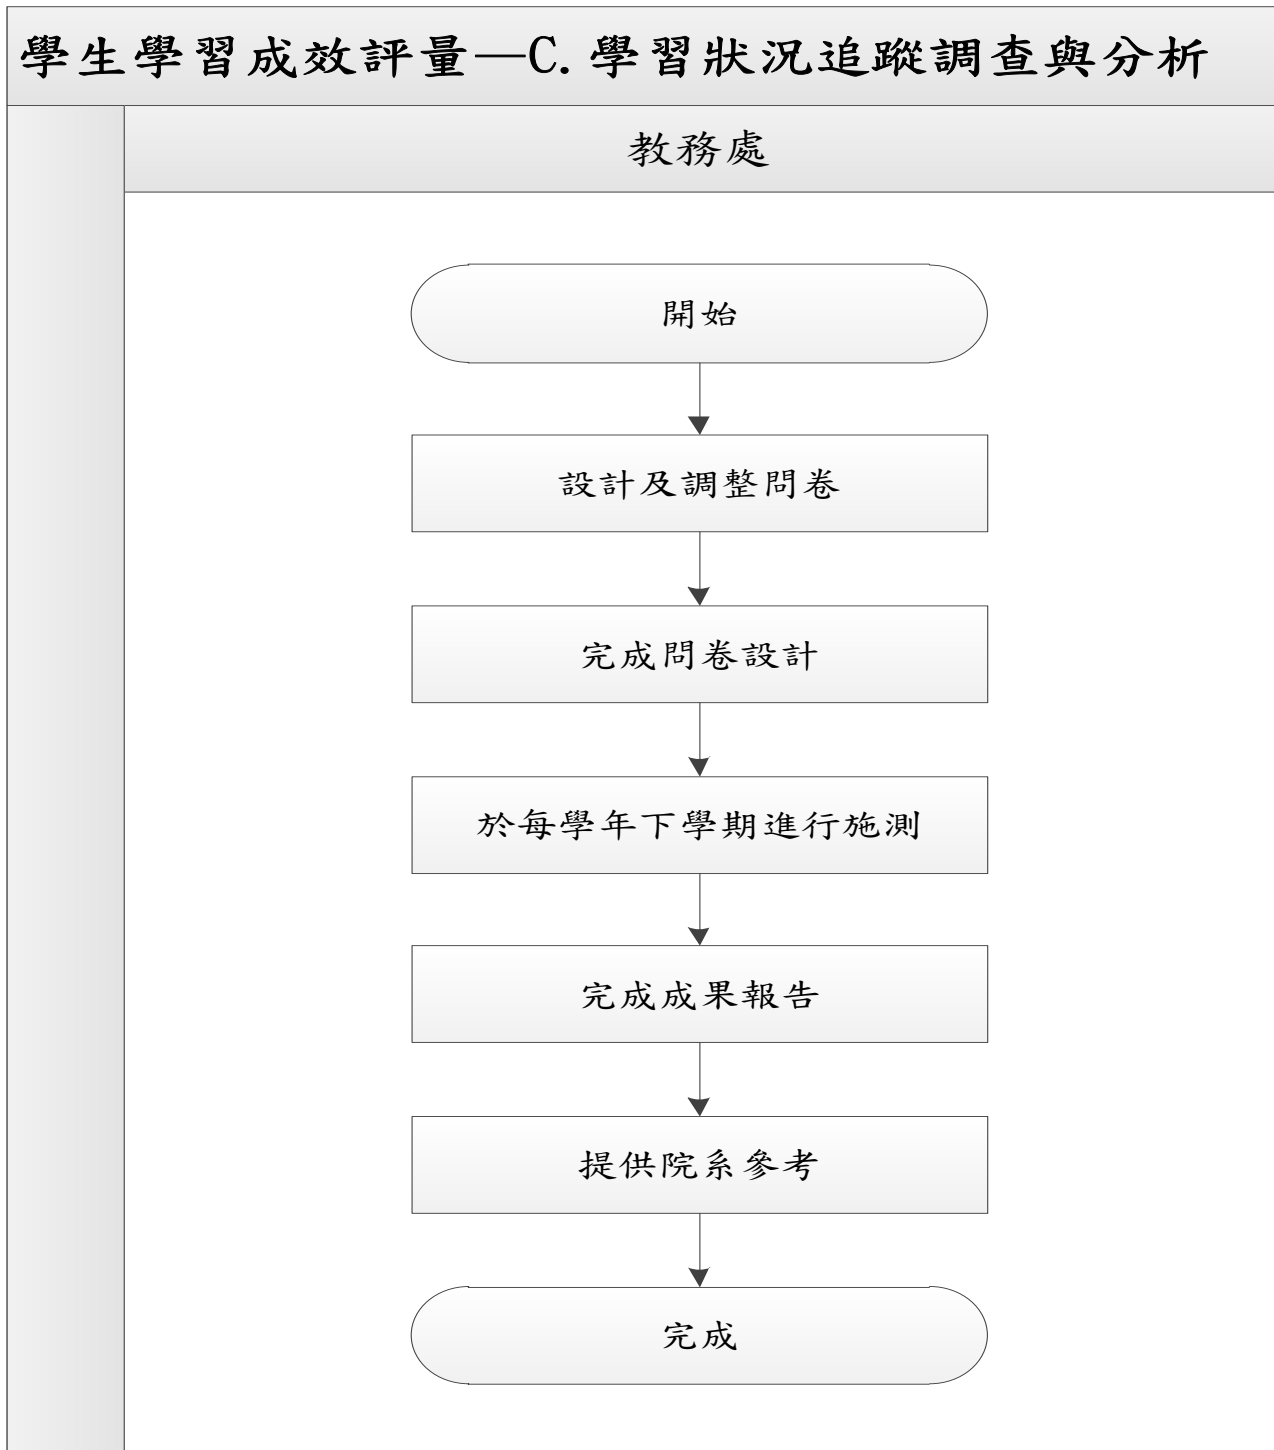 學生學習成效評量—C.學習狀況追蹤調查與分析
教務處
開始
設計及調整問卷
完成問卷設計
於每學年下學期進行施測
完成成果報告
提供院系參考
完成